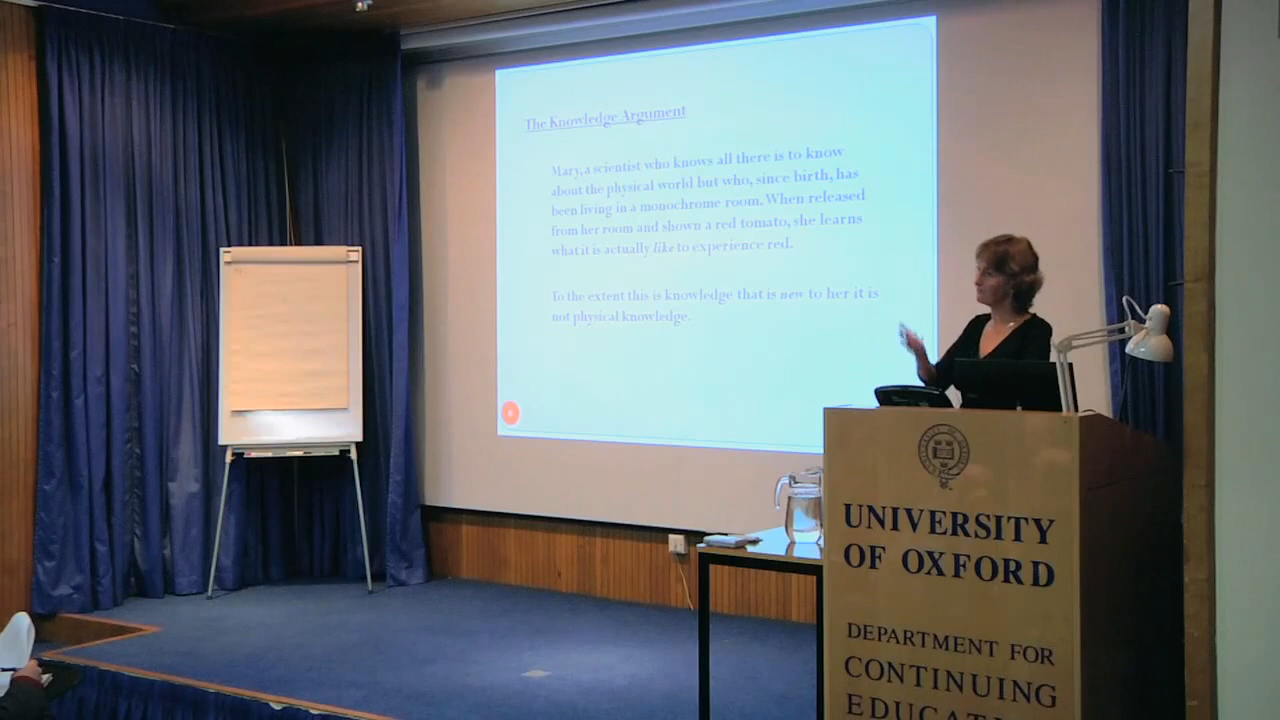 The Knowledge Argument
Mary, a scientist who knows all there is to know
about the physical world but who, since birth, has
been living in a monochrome room. When released
from her room and shown a red tomato, she learns
what it is actually like to experience red.
To the extent this is knowledge that is new to her it is
not physical knowledge.
UNIVERSITY
OF OXFORD
DEPARTMENT FOR
CONTINUING